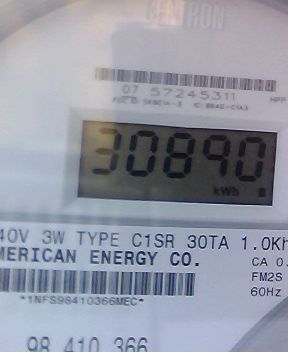 CENTRON
07 57245311
30890
kWh
40V 3W TYPE C1SR 30TA 1.0Kh
MERICAN ENERGY CO.
CA 0.
FM2S
60Hz
*1NFS98410366MEC*
98 410 366